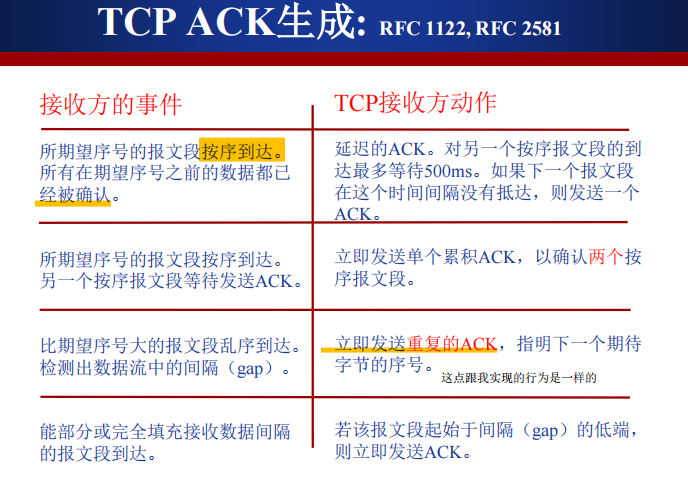 TCP ACK生成: RFC 1122, RFC 2581
接收方的事件
TCP接收方动作
所期望序号的报文段按序到达。
所有在期望序号之前的数据都已
经被确认。
延迟的ACK。对另一个按序报文段的到
达最多等待500ms。如果下一个报文段
在这个时间间隔没有抵达，则发送一个
ACK。
所期望序号的报文段按序到达。
另一个按序报文段等待发送ACK。
立即发送单个累积ACK，以确认两个按
序报文段。
比期望序号大的报文段乱序到达。
检测出数据流中的间隔（gap）。
立即发送重复的ACK，指明下一个期待
字节的序号。
这点跟我实现的行为是一样的
能部分或完全填充接收数据间隔
的报文段到达。
若该报文段起始于间隔（gap）的低端，
则立即发送ACK。